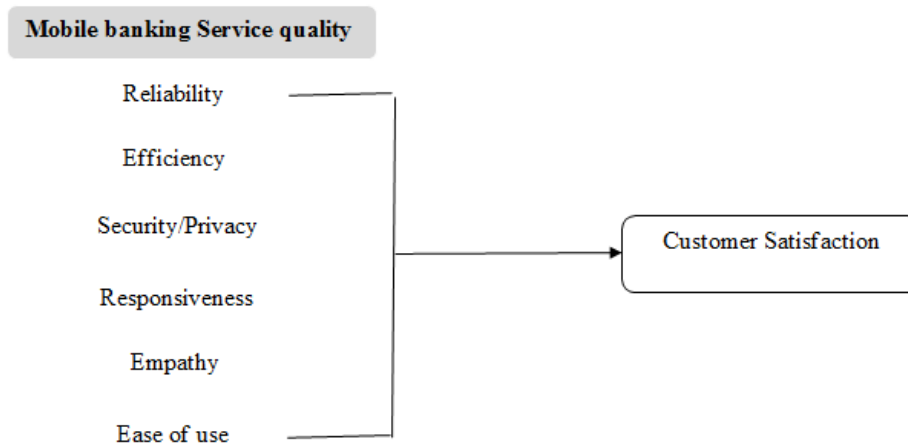 Mobile banking Service quality
Reliability
Efficiency
Security/Privacy
Responsiveness
Empathy
Ease of use
Customer Satisfaction